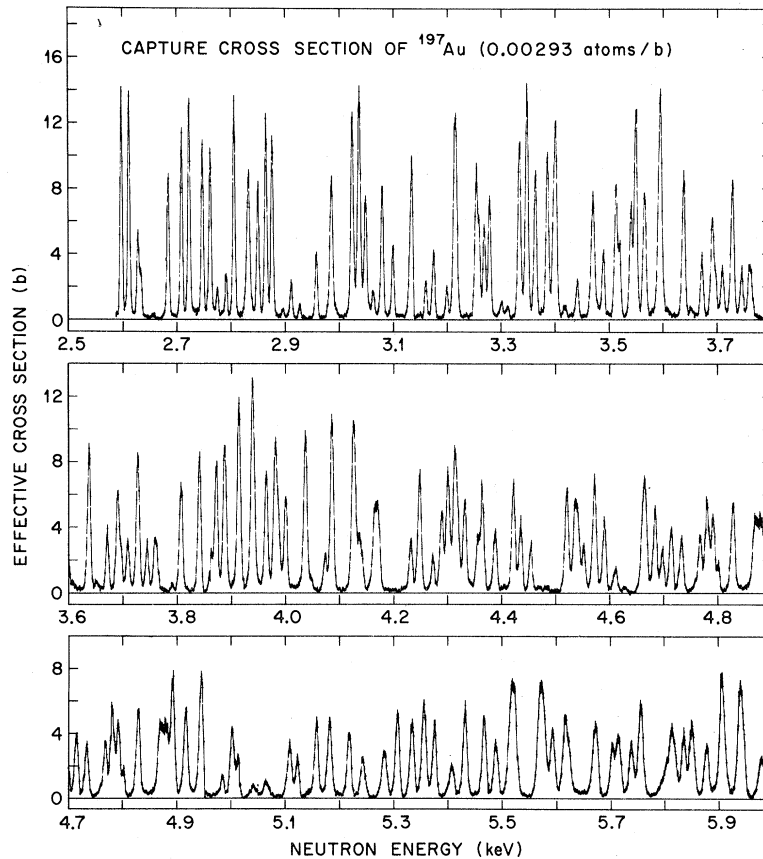 CAPTURE CROSS SECTION OF ¹⁹⁷Au (0.00293 atoms/b)
16
12
8
4
0
2.5 2.7 2.9 3.1 3.3 3.5 3.7
EFFECTIVE CROSS SECTION (b)
12
8
4
0
3.6 3.8 4.0 4.2 4.4 4.6 4.8
8
4
0
4.7 4.9 5.1 5.3 5.5 5.7 5.9
NEUTRON ENERGY (keV)